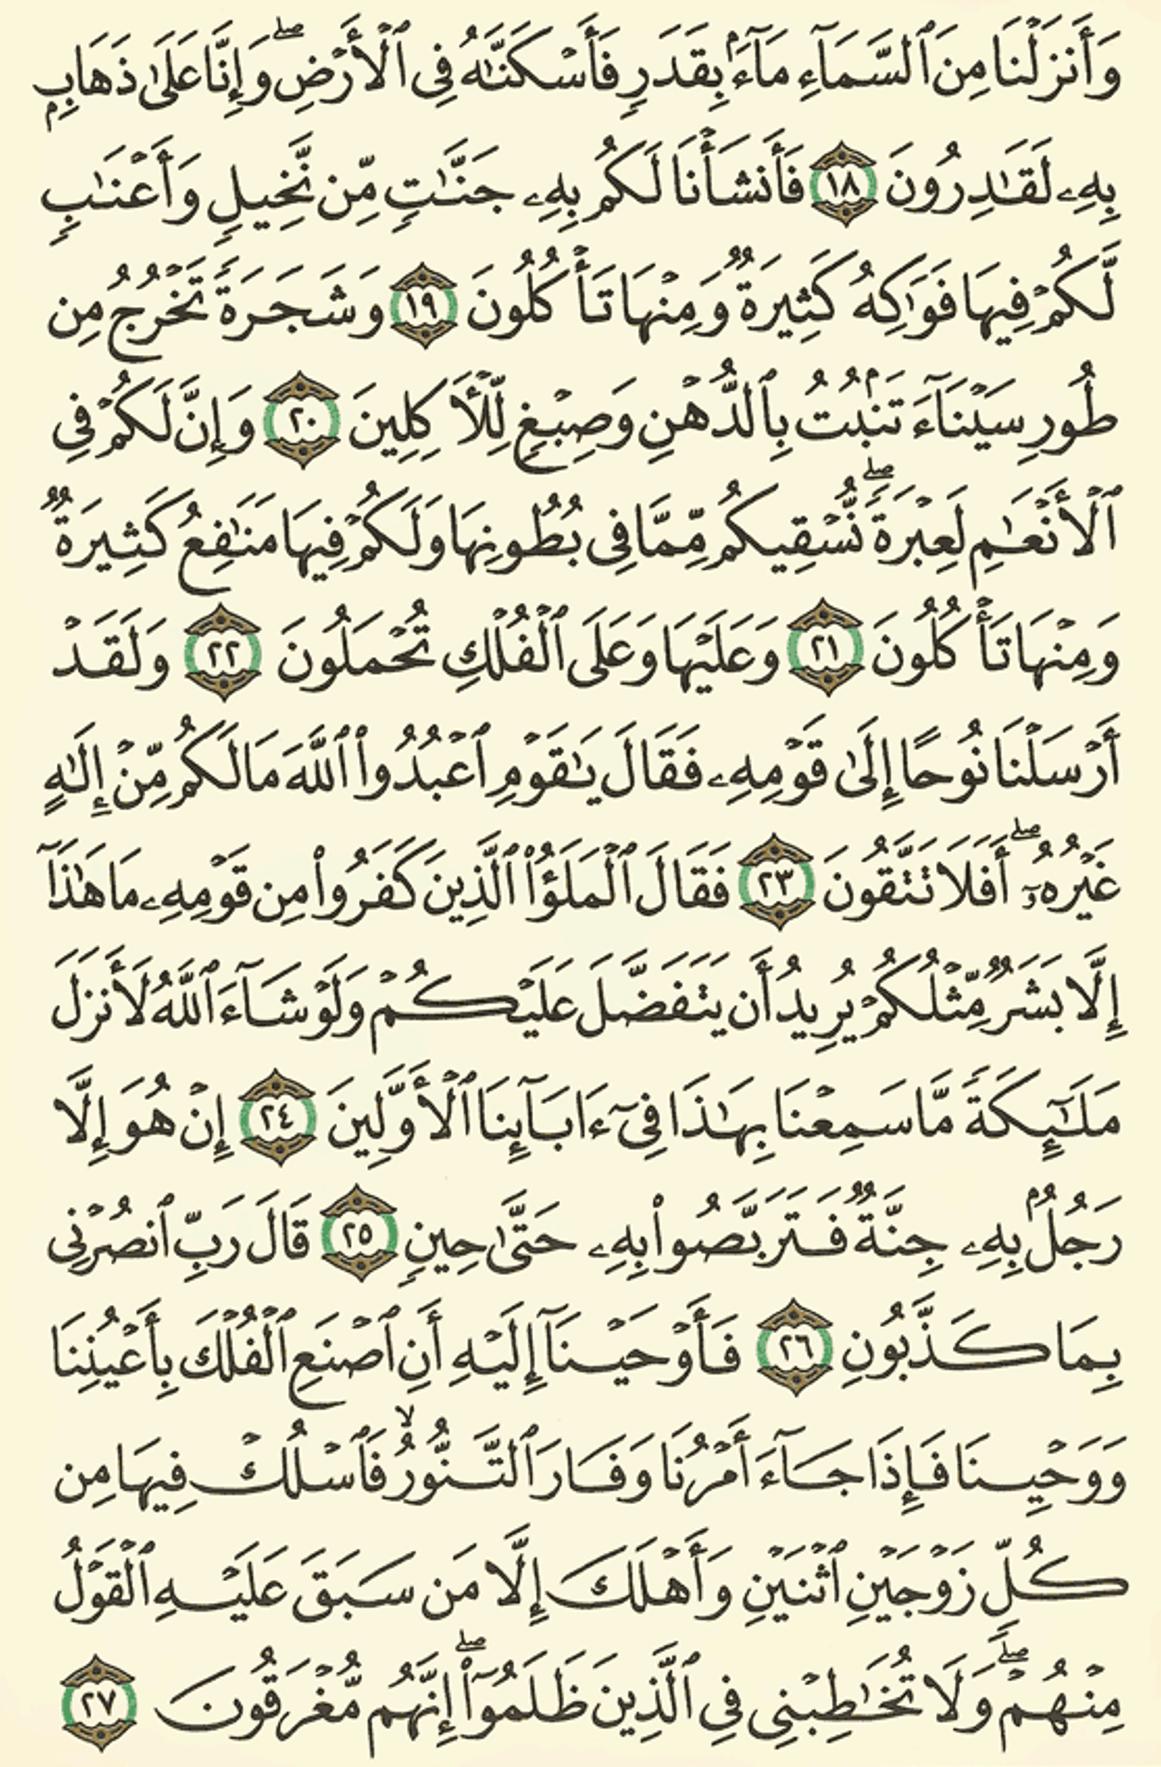 وَأَنزَلْنَا مِنَ ٱلسَّمَآءِ مَآءَۢ بِقَدَرٍ فَأَسْكَنَّٰهُ فِى ٱلْأَرْضِ ۖ وَإِنَّا عَلَىٰ ذَهَابٍۭ
بِهِۦ لَقَٰدِرُونَ ١٨ فَأَنشَأْنَا لَكُم بِهِۦ جَنَّٰتٍ مِّن نَّخِيلٍ وَأَعْنَٰبٍ
لَّكُمْ فِيهَا فَوَٰكِهُ كَثِيرَةٌ وَمِنْهَا تَأْكُلُونَ ١٩ وَشَجَرَةً تَخْرُجُ مِن
طُورِ سَيْنَآءَ تَنۢبُتُ بِٱلدُّهْنِ وَصِبْغٍ لِّلْـَٔاكِلِينَ ٢٠ وَإِنَّ لَكُمْ فِى
ٱلْأَنْعَٰمِ لَعِبْرَةً ۖ نُّسْقِيكُم مِّمَّا فِى بُطُونِهَا وَلَكُمْ فِيهَا مَنَٰفِعُ كَثِيرَةٌ
وَمِنْهَا تَأْكُلُونَ ٢١ وَعَلَيْهَا وَعَلَى ٱلْفُلْكِ تُحْمَلُونَ ٢٢ وَلَقَدْ
أَرْسَلْنَا نُوحًا إِلَىٰ قَوْمِهِۦ فَقَالَ يَٰقَوْمِ ٱعْبُدُوا۟ ٱللَّهَ مَا لَكُم مِّنْ إِلَٰهٍ
غَيْرُهُۥٓ ۖ أَفَلَا تَتَّقُونَ ٢٣ فَقَالَ ٱلْمَلَؤُا۟ ٱلَّذِينَ كَفَرُوا۟ مِن قَوْمِهِۦ مَا هَٰذَآ
إِلَّا بَشَرٌ مِّثْلُكُمْ يُرِيدُ أَن يَتَفَضَّلَ عَلَيْكُمْ وَلَوْ شَآءَ ٱللَّهُ لَأَنزَلَ
مَلَٰٓئِكَةً مَّا سَمِعْنَا بِهَٰذَا فِىٓ ءَابَآئِنَا ٱلْأَوَّلِينَ ٢٤ إِنْ هُوَ إِلَّا
رَجُلٌۢ بِهِۦ جِنَّةٌ فَتَرَبَّصُوا۟ بِهِۦ حَتَّىٰ حِينٍ ٢٥ قَالَ رَبِّ ٱنصُرْنِى
بِمَا كَذَّبُونِ ٢٦ فَأَوْحَيْنَآ إِلَيْهِ أَنِ ٱصْنَعِ ٱلْفُلْكَ بِأَعْيُنِنَا
وَوَحْيِنَا فَإِذَا جَآءَ أَمْرُنَا وَفَارَ ٱلتَّنُّورُ ۙ فَٱسْلُكْ فِيهَا مِن
كُلٍّ زَوْجَيْنِ ٱثْنَيْنِ وَأَهْلَكَ إِلَّا مَن سَبَقَ عَلَيْهِ ٱلْقَوْلُ
مِنْهُمْ ۖ وَلَا تُخَٰطِبْنِى فِى ٱلَّذِينَ ظَلَمُوٓا۟ ۖ إِنَّهُم مُّغْرَقُونَ ٢٧